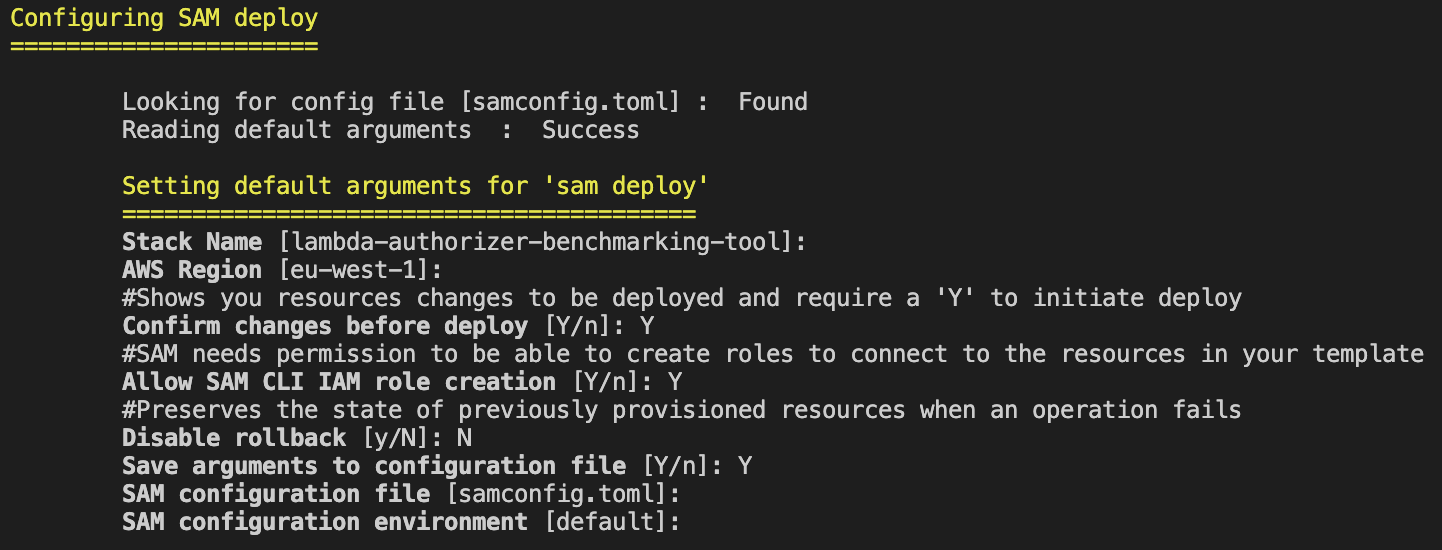 Configuring SAM deploy
======================
Looking for config file [samconfig.toml] :  Found
Reading default arguments  :  Success
Setting default arguments for 'sam deploy'
=========================================
Stack Name [lambda-authorizer-benchmarking-tool]:
AWS Region [eu-west-1]:
#Shows you resources changes to be deployed and require a 'Y' to initiate deploy
Confirm changes before deploy [Y/n]: Y
#SAM needs permission to be able to create roles to connect to the resources in your template
Allow SAM CLI IAM role creation [Y/n]: Y
#Preserves the state of previously provisioned resources when an operation fails
Disable rollback [y/N]: N
Save arguments to configuration file [Y/n]: Y
SAM configuration file [samconfig.toml]:
SAM configuration environment [default]: